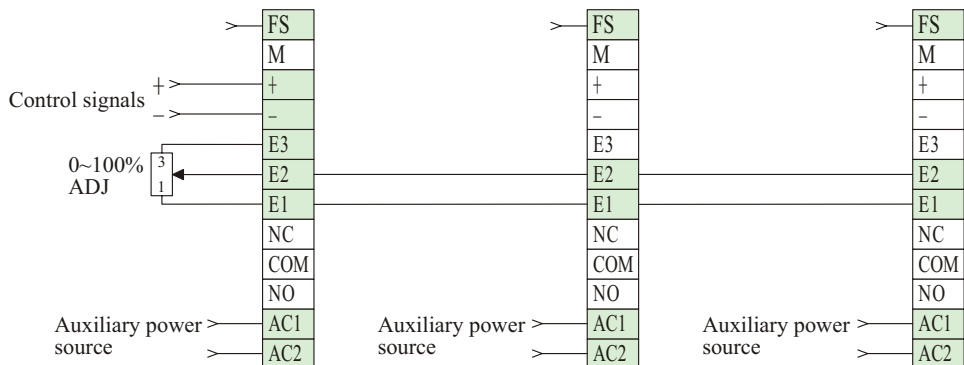 FS
M
+
−
E3
E2
E1
NC
COM
NO
AC1
AC2
+
Control signals
−
0~100%
ADJ
3
1
Auxiliary power
source
FS
M
+
−
E3
E2
E1
NC
COM
NO
AC1
AC2
Auxiliary power
source
FS
M
+
−
E3
E2
E1
NC
COM
NO
AC1
AC2
Auxiliary power
source